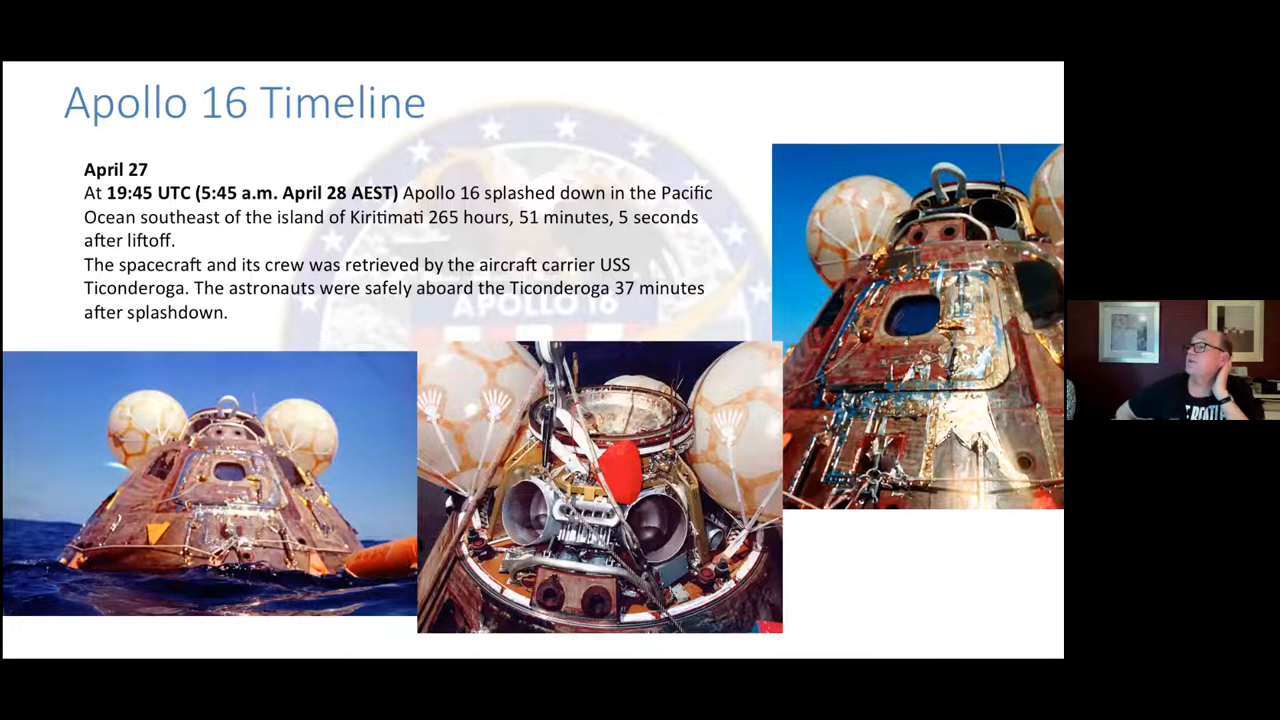 Apollo 16 Timeline
April 27
At 19:45 UTC (5:45 a.m. April 28 AEST) Apollo 16 splashed down in the Pacific
Ocean southeast of the island of Kiritimati 265 hours, 51 minutes, 5 seconds
after liftoff.
The spacecraft and its crew was retrieved by the aircraft carrier USS
Ticonderoga. The astronauts were safely aboard the Ticonderoga 37 minutes
after splashdown.
APOLLO 16